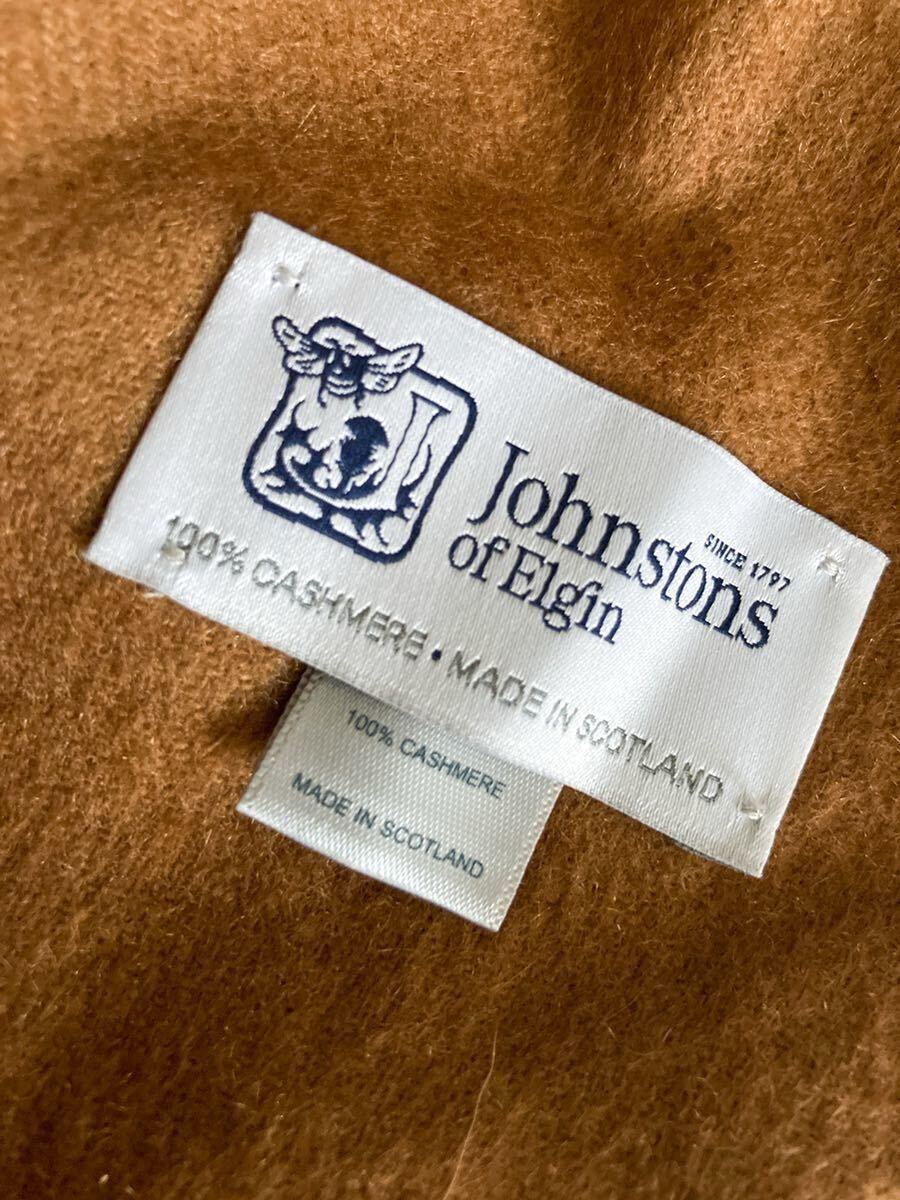 J
Johnstons
SINCE 1797
of Elgin
100% CASHMERE • MADE IN SCOTLAND
100% CASHMERE
MADE IN SCOTLAND